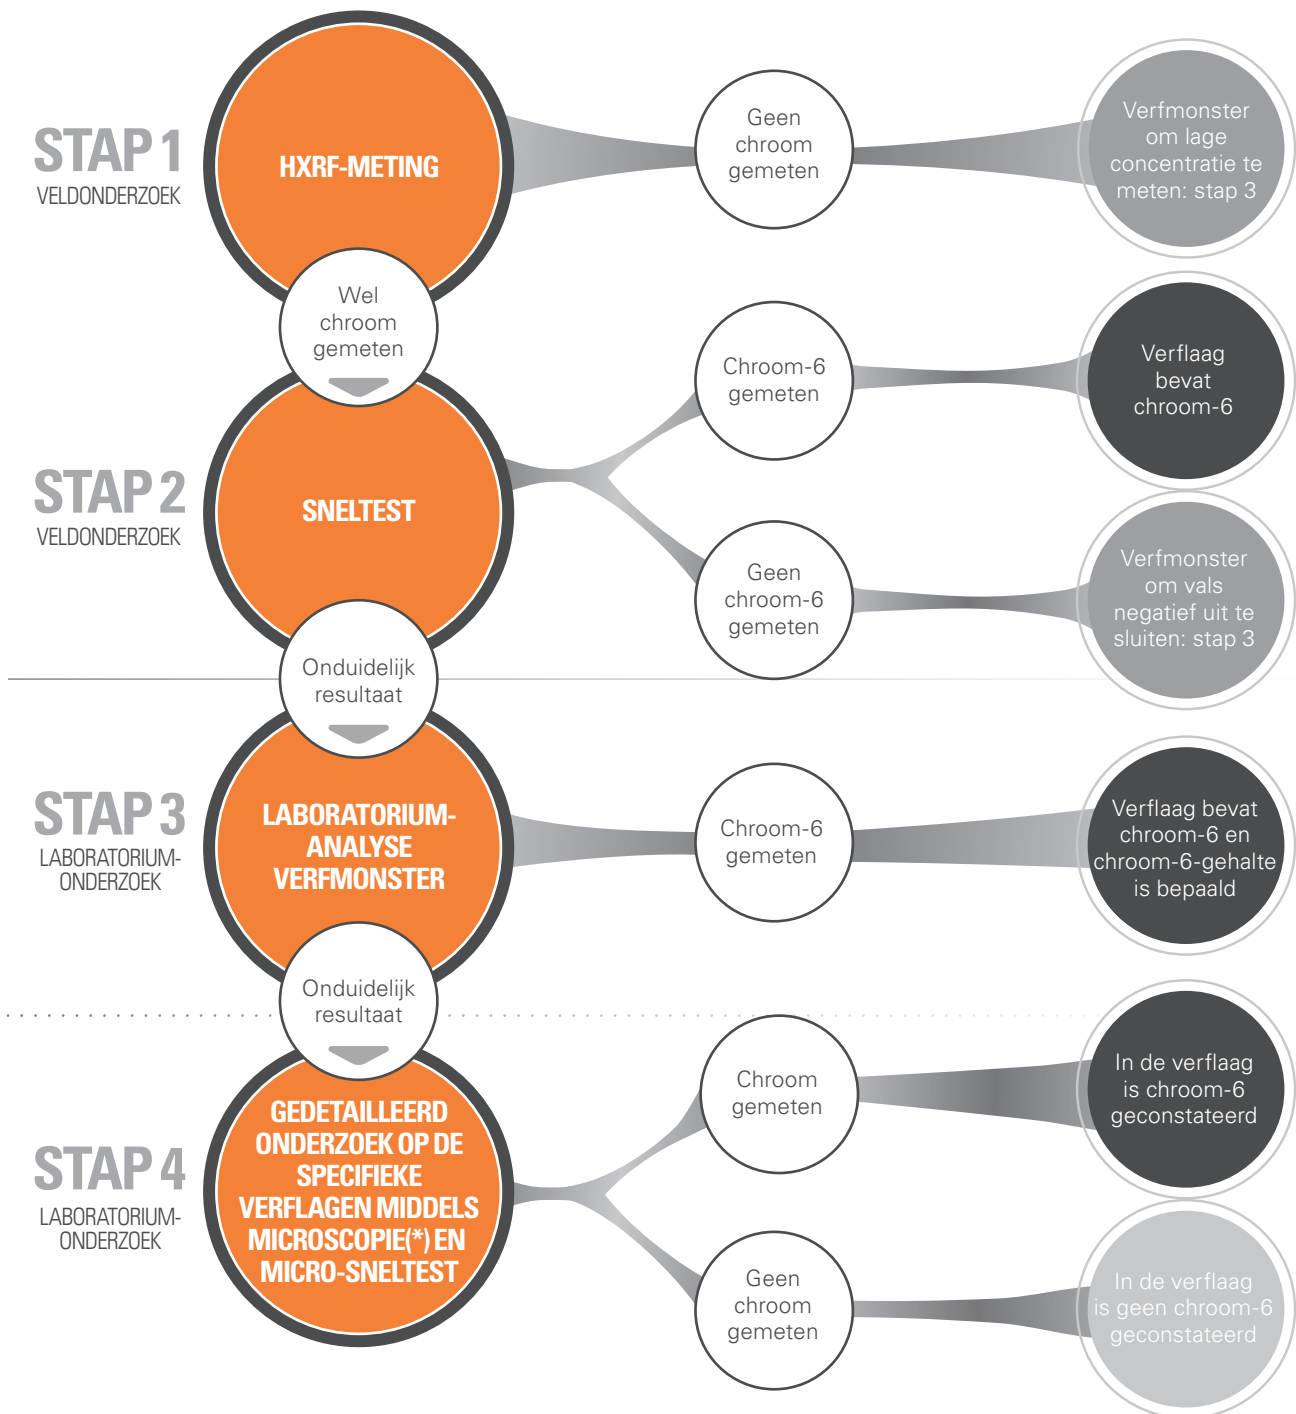 STAP 1
VELDONDERZOEK
HXRF-METING
Geen
chroom
gemeten
Verfmonster
om lage
concentratie te
meten: stap 3
Wel
chroom
gemeten
STAP 2
VELDONDERZOEK
SNELTEST
Chroom-6
gemeten
Verflaag
bevat
chroom-6
Geen
chroom-6
gemeten
Verfmonster
om vals
negatief uit te
sluiten: stap 3
Onduidelijk
resultaat
STAP 3
LABORATORIUM-
ONDERZOEK
LABORATORIUM-
ANALYSE
VERFMONSTER
Chroom-6
gemeten
Verflaag bevat
chroom-6 en
chroom-6-gehalte
is bepaald
Onduidelijk
resultaat
STAP 4
LABORATORIUM-
ONDERZOEK
GEDETAILLEERD
ONDERZOEK OP DE
SPECIFIEKE
VERFLAGEN MIDDELS
MICROSCOPIE(*) EN
MICRO-SNELTEST
Chroom
gemeten
In de verflaag
is chroom-6
geconstateerd
Geen
chroom
gemeten
In de verflaag
is geen chroom-6
geconstateerd